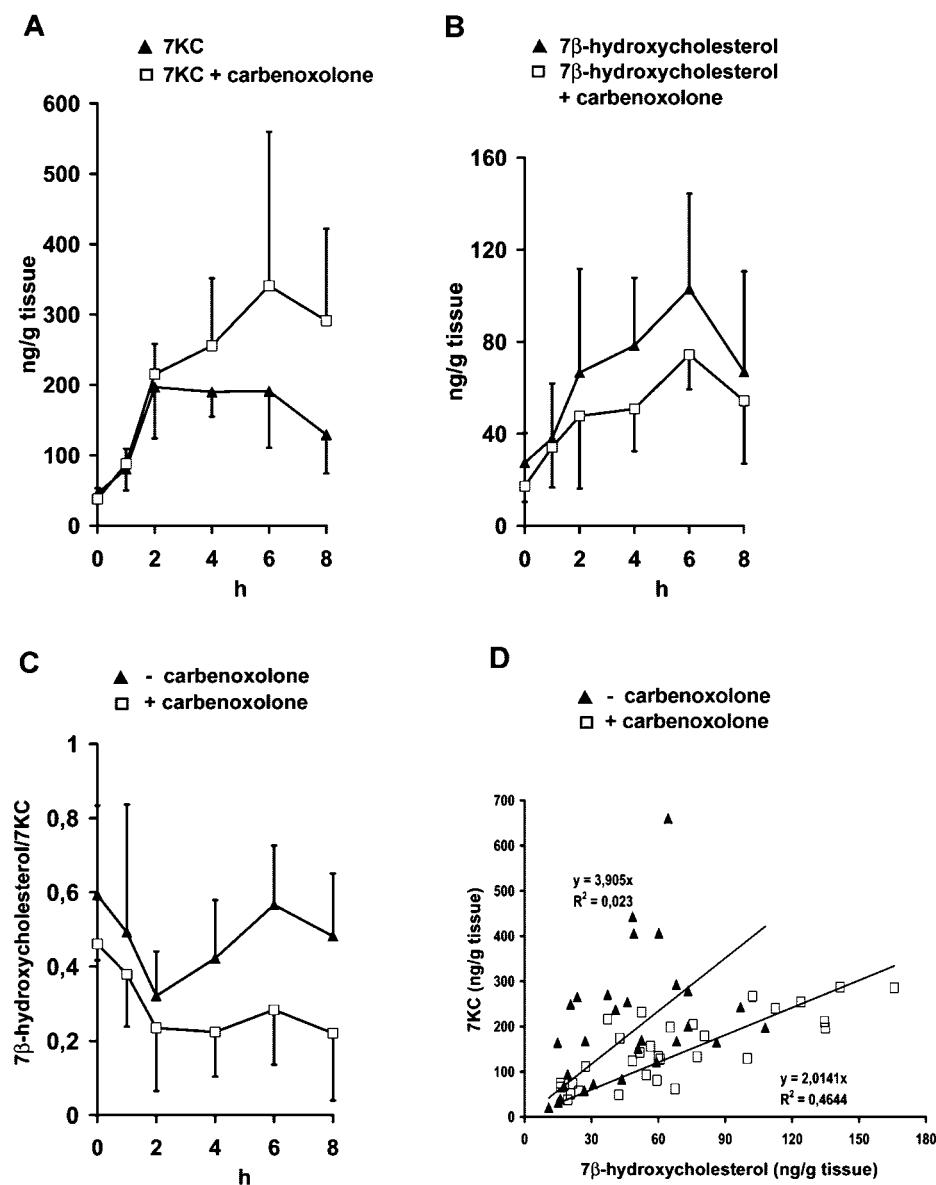 A
7KC
7KC + carbenoxolone
600
500
400
300
200
100
0
ng/g tissue
0 2 4 6 8
h
B
7β-hydroxycholesterol
7β-hydroxycholesterol
+ carbenoxolone
160
120
80
40
0
ng/g tissue
0 2 4 6 8
h
C
- carbenoxolone
+ carbenoxolone
1
0,8
0,6
0,4
0,2
0
7β-hydroxycholesterol/7KC
0 2 4 6 8
h
D
- carbenoxolone
+ carbenoxolone
700
600
500
400
300
200
100
0
7KC (ng/g tissue)
y = 3,905x
R² = 0,023
y = 2,0141x
R² = 0,4644
0 30 60 90 120 150 180
7β-hydroxycholesterol (ng/g tissue)